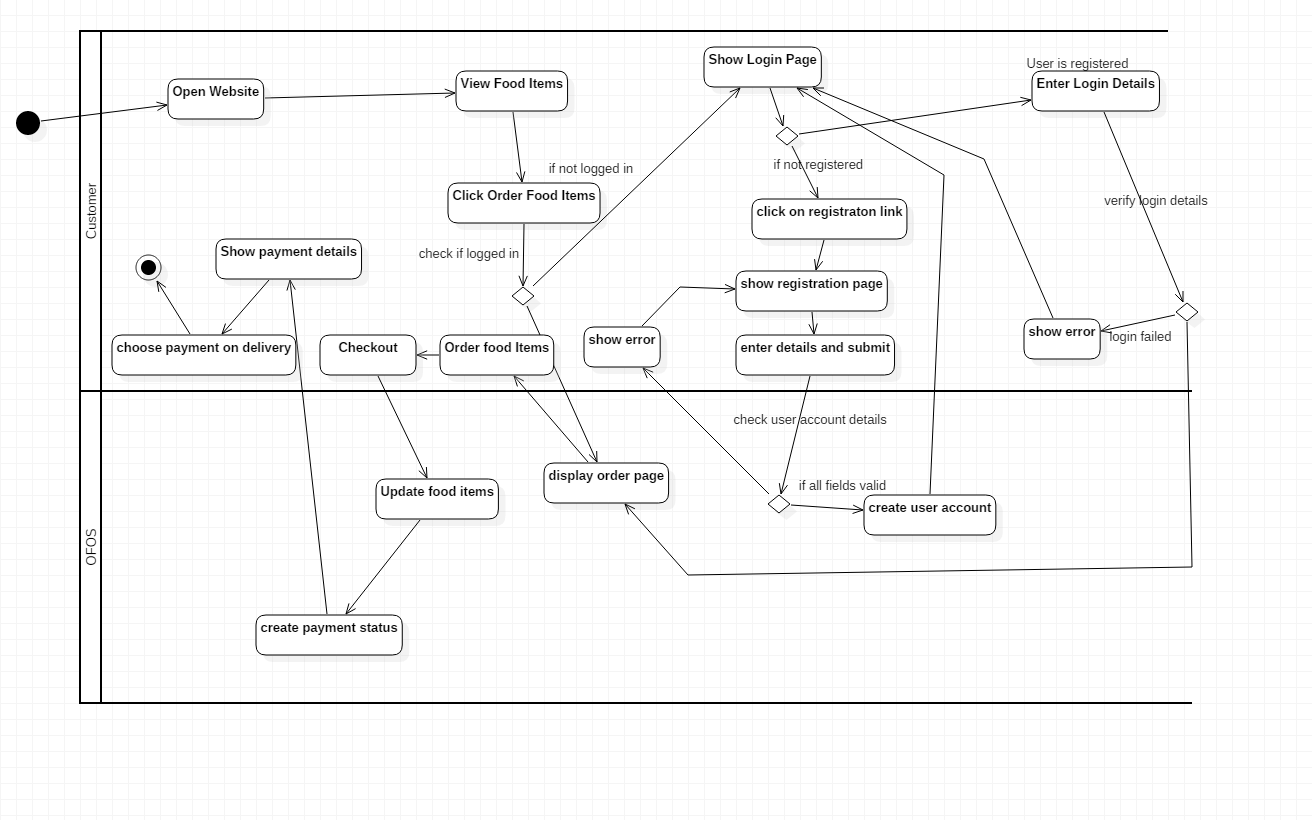 Show Login Page
User is registered
Open Website
View Food Items
Enter Login Details
if not logged in
if not registered
Customer
Click Order Food Items
click on registraton link
verify login details
Show payment details
check if logged in
show registration page
choose payment on delivery
Checkout
Order food Items
show error
enter details and submit
show error
login failed
check user account details
display order page
Update food items
if all fields valid
create user account
OFOS
create payment status